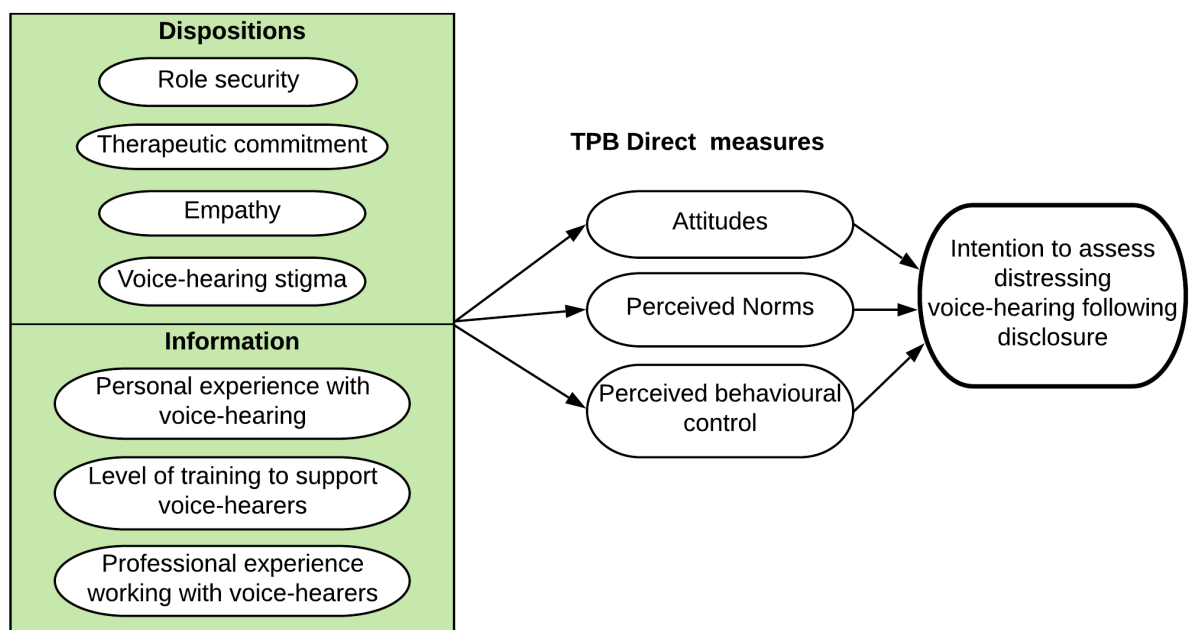 Dispositions
Role security
Therapeutic commitment
Empathy
Voice-hearing stigma
Information
Personal experience with
voice-hearing
Level of training to support
voice-hearers
Professional experience
working with voice-hearers
TPB Direct  measures
Attitudes
Perceived Norms
Perceived behavioural
control
Intention to assess
distressing
voice-hearing following
disclosure